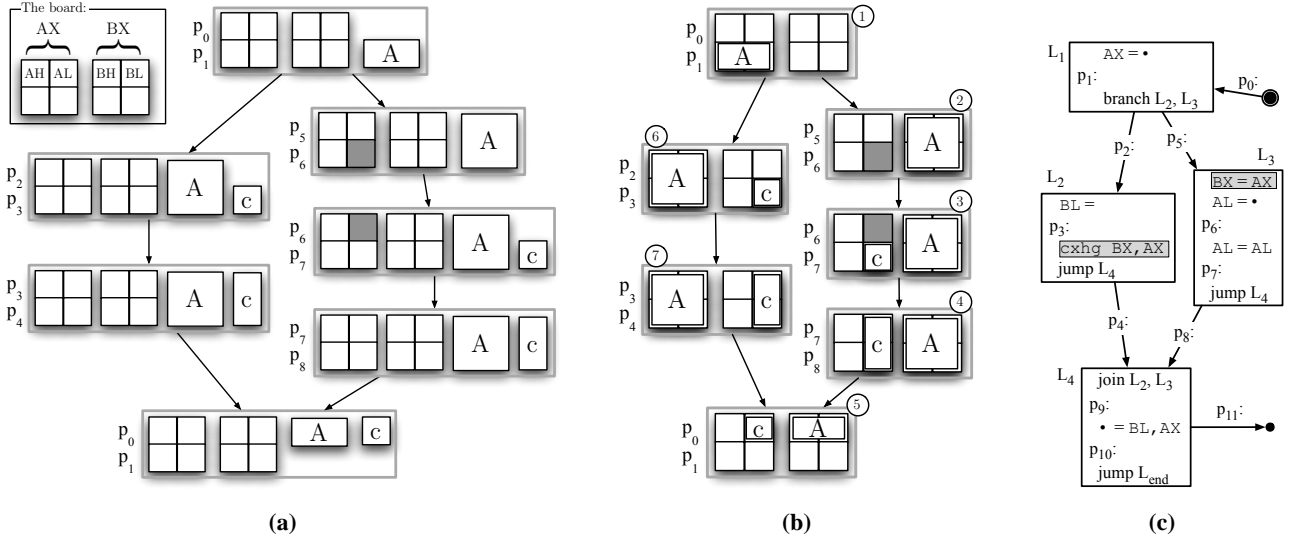 The board:
AX BX
AH AL BH BL
p0
p1
A
p5
p6
A
p2
p3
A c
p6
p7
A c
p3
p4
A c
p7
p8
A c
p0
p1
A c
(a)
1
p0
p1
A
2
p5
p6
A
6
p2
p3
A c
3
p6
p7
c A
7
p3
p4
A c
4
p7
p8
c A
5
p0
p1
c A
(b)
L1
AX = •
p1:
branch L2, L3
p0:
p2:
p5:
L2
BL =
p3:
cxhg BX,AX
jump L4
L3
BX = AX
AL = •
p6:
AL = AL
p7:
jump L4
p4:
p8:
L4
join L2, L3
p9:
• = BL,AX
p10:
jump Lend
p11:
(c)